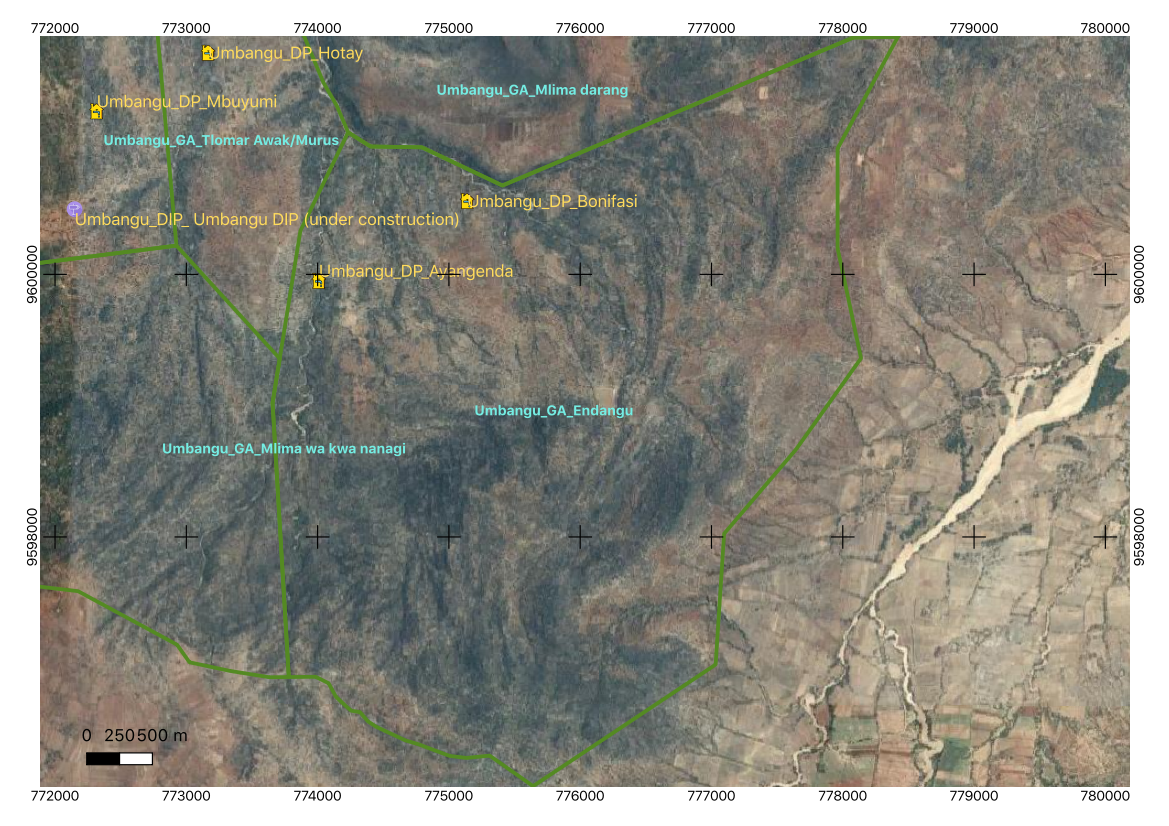 772000 773000 774000 775000 776000 777000 778000 779000 780000
Umbangu_DP_Hotay
Umbangu_GA_Mlima darang
Umbangu_DP_Mbuyumi
Umbangu_GA_Tlomar Awak/Murus
Umbangu_DP_Bonifasi
Umbangu_DIP_ Umbangu DIP (under construction)
9600000
9600000
Umbangu_DP_Ayangenda
Umbangu_GA_Endangu
Umbangu_GA_Mlima wa kwa nanagi
9598000
9598000
0 250 500 m
772000 773000 774000 775000 776000 777000 778000 779000 780000